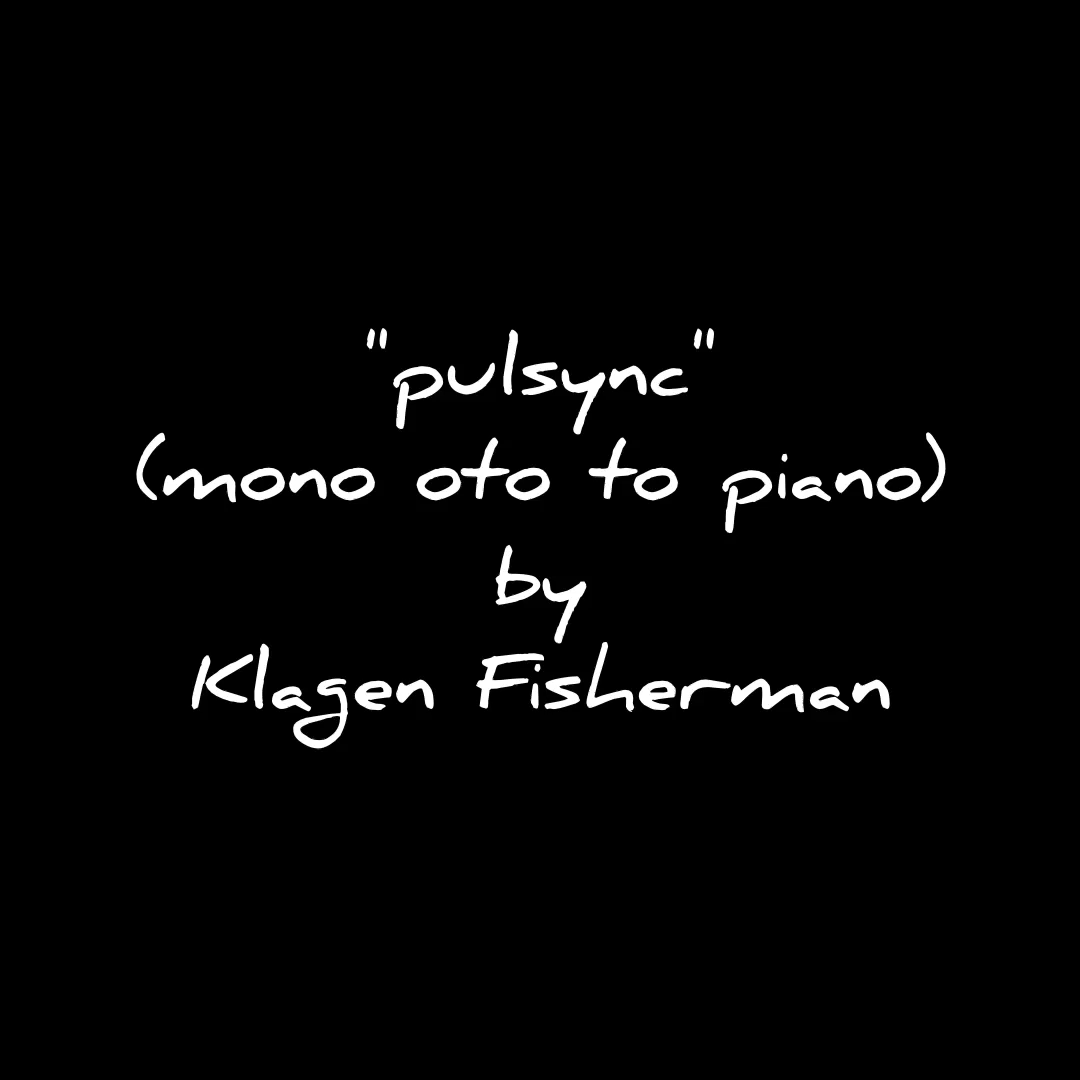 "pulsync"
(mono oto to piano)
by
Klagen Fisherman